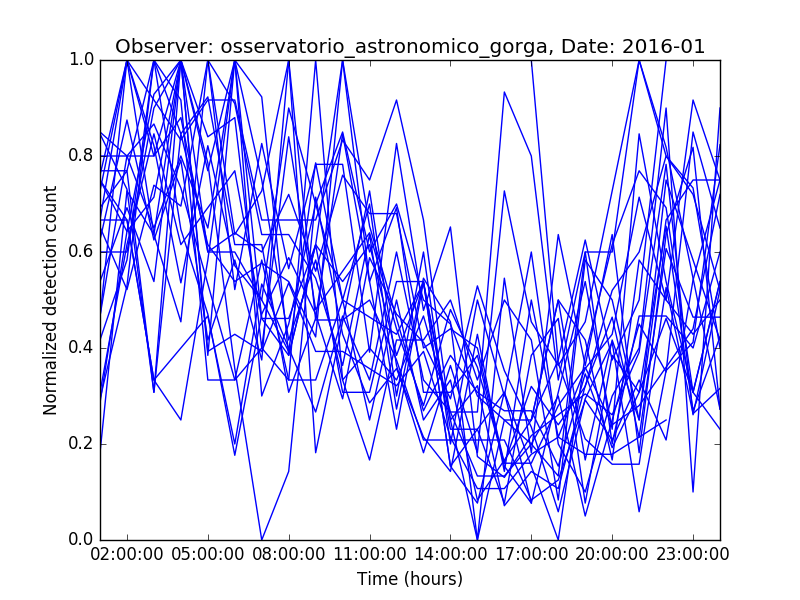 Observer: osservatorio_astronomico_gorga, Date: 2016-01
Normalized detection count
1.0
0.8
0.6
0.4
0.2
0.0
02:00:00 05:00:00 08:00:00 11:00:00 14:00:00 17:00:00 20:00:00 23:00:00
Time (hours)